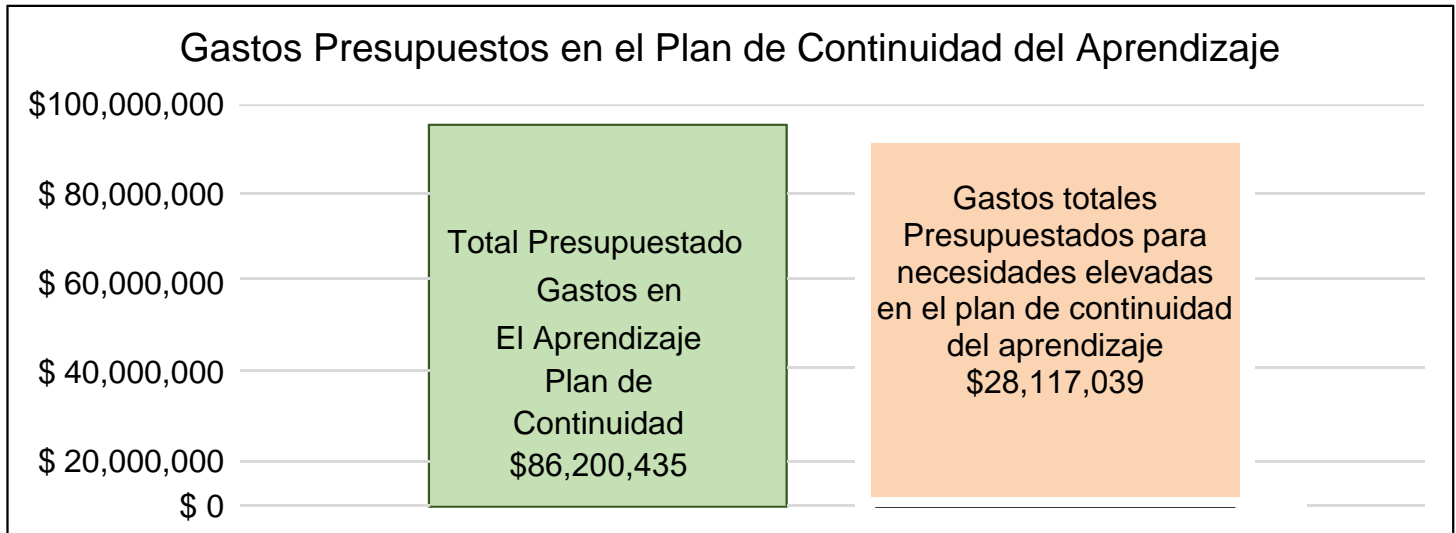 Gastos Presupuestos en el Plan de Continuidad del Aprendizaje
$100,000,000
$ 80,000,000
$ 60,000,000
$ 40,000,000
$ 20,000,000
$ 0
Total Presupuestado
Gastos en
El Aprendizaje
Plan de
Continuidad
$86,200,435
Gastos totales
Presupuestados para
necesidades elevadas
en el plan de continuidad
del aprendizaje
$28,117,039